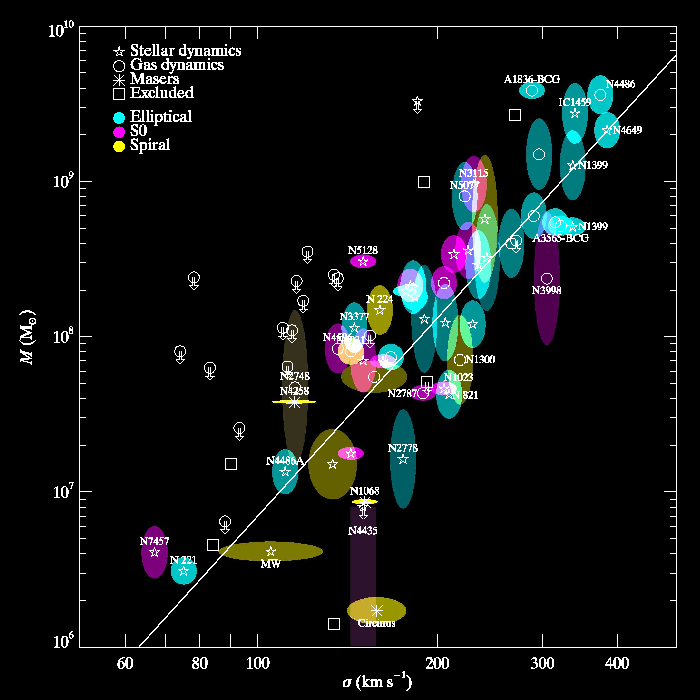 10^10
10^9
10^8
10^7
10^6
M (M⊙)
Stellar dynamics
Gas dynamics
Masers
Excluded
Elliptical
S0
Spiral
A1836-BCG
N4486
IC1459
N4649
N3115
N5077
N1399
N1399
A3565-BCG
N5128
N3998
N 224
N3377
N1300
N2748
N4258
N2787
N1023
N 821
N4486A
N2778
N1068
N4435
N7457
N 221
MW
Circinus
60
80
100
200
300
400
σ (km s⁻¹)